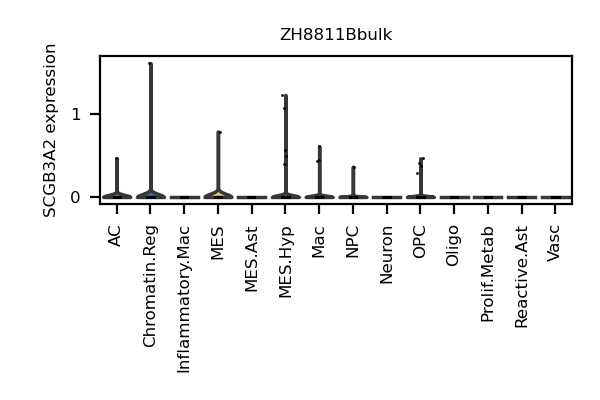 ZH8811Bbulk
SCGB3A2 expression
1
0
AC
Chromatin.Reg
Inflammatory.Mac
MES
MES.Ast
MES.Hyp
Mac
NPC
Neuron
OPC
Oligo
Prolif.Metab
Reactive.Ast
Vasc